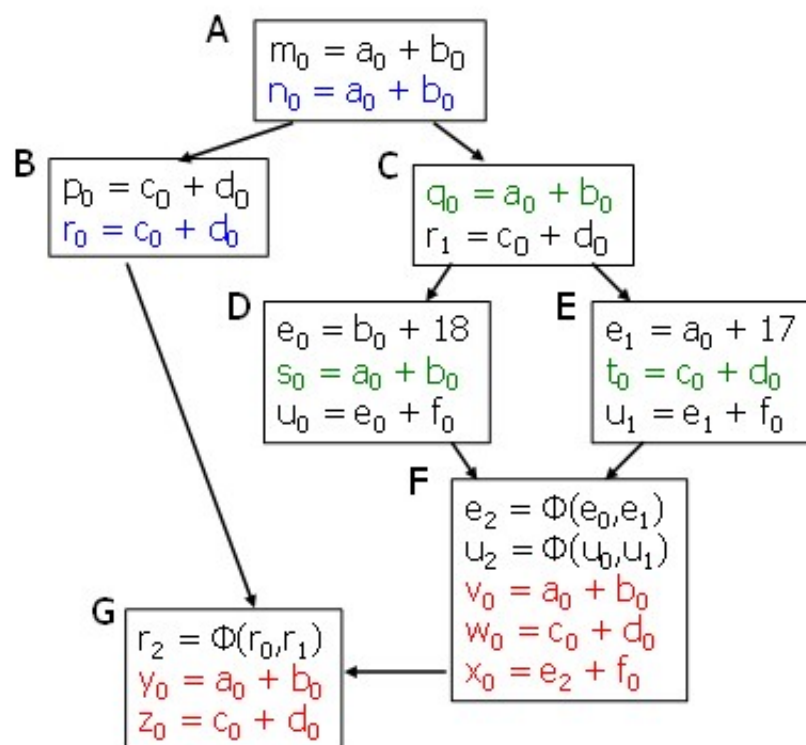 A
m₀ = a₀ + b₀
n₀ = a₀ + b₀
B
p₀ = c₀ + d₀
r₀ = c₀ + d₀
C
q₀ = a₀ + b₀
r₁ = c₀ + d₀
D
e₀ = b₀ + 18
s₀ = a₀ + b₀
u₀ = e₀ + f₀
E
e₁ = a₀ + 17
t₀ = c₀ + d₀
u₁ = e₁ + f₀
F
e₂ = Φ(e₀,e₁)
u₂ = Φ(u₀,u₁)
v₀ = a₀ + b₀
w₀ = c₀ + d₀
x₀ = e₂ + f₀
G
r₂ = Φ(r₀,r₁)
y₀ = a₀ + b₀
z₀ = c₀ + d₀